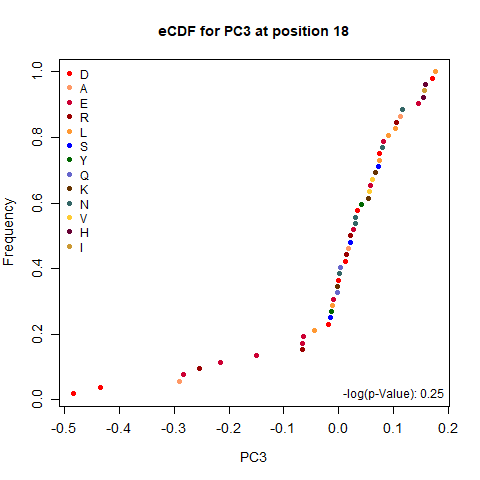 eCDF for PC3 at position 18
Frequency
1.0
0.8
0.6
0.4
0.2
0.0
D
A
E
R
L
S
Y
Q
K
N
V
H
I
-log(p-Value): 0.25
-0.5 -0.4 -0.3 -0.2 -0.1 0.0 0.1 0.2
PC3